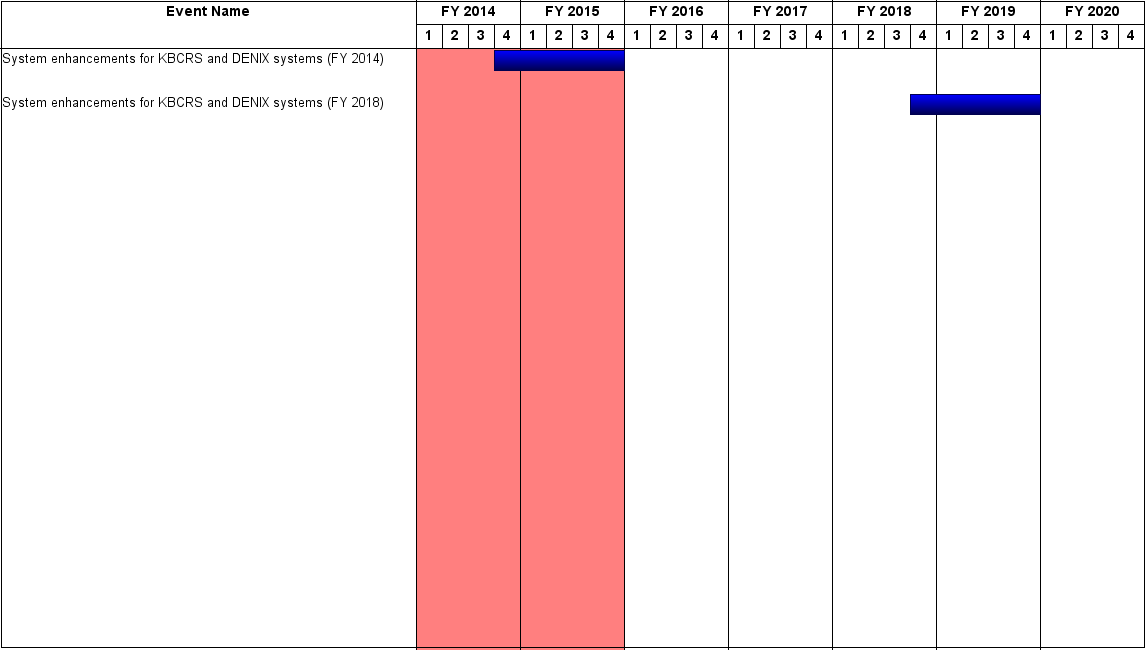 Event Name FY 2014 FY 2015 FY 2016 FY 2017 FY 2018 FY 2019 FY 2020
1 2 3 4 1 2 3 4 1 2 3 4 1 2 3 4 1 2 3 4 1 2 3 4 1 2 3 4
System enhancements for KBCRS and DENIX systems (FY 2014)
System enhancements for KBCRS and DENIX systems (FY 2018)